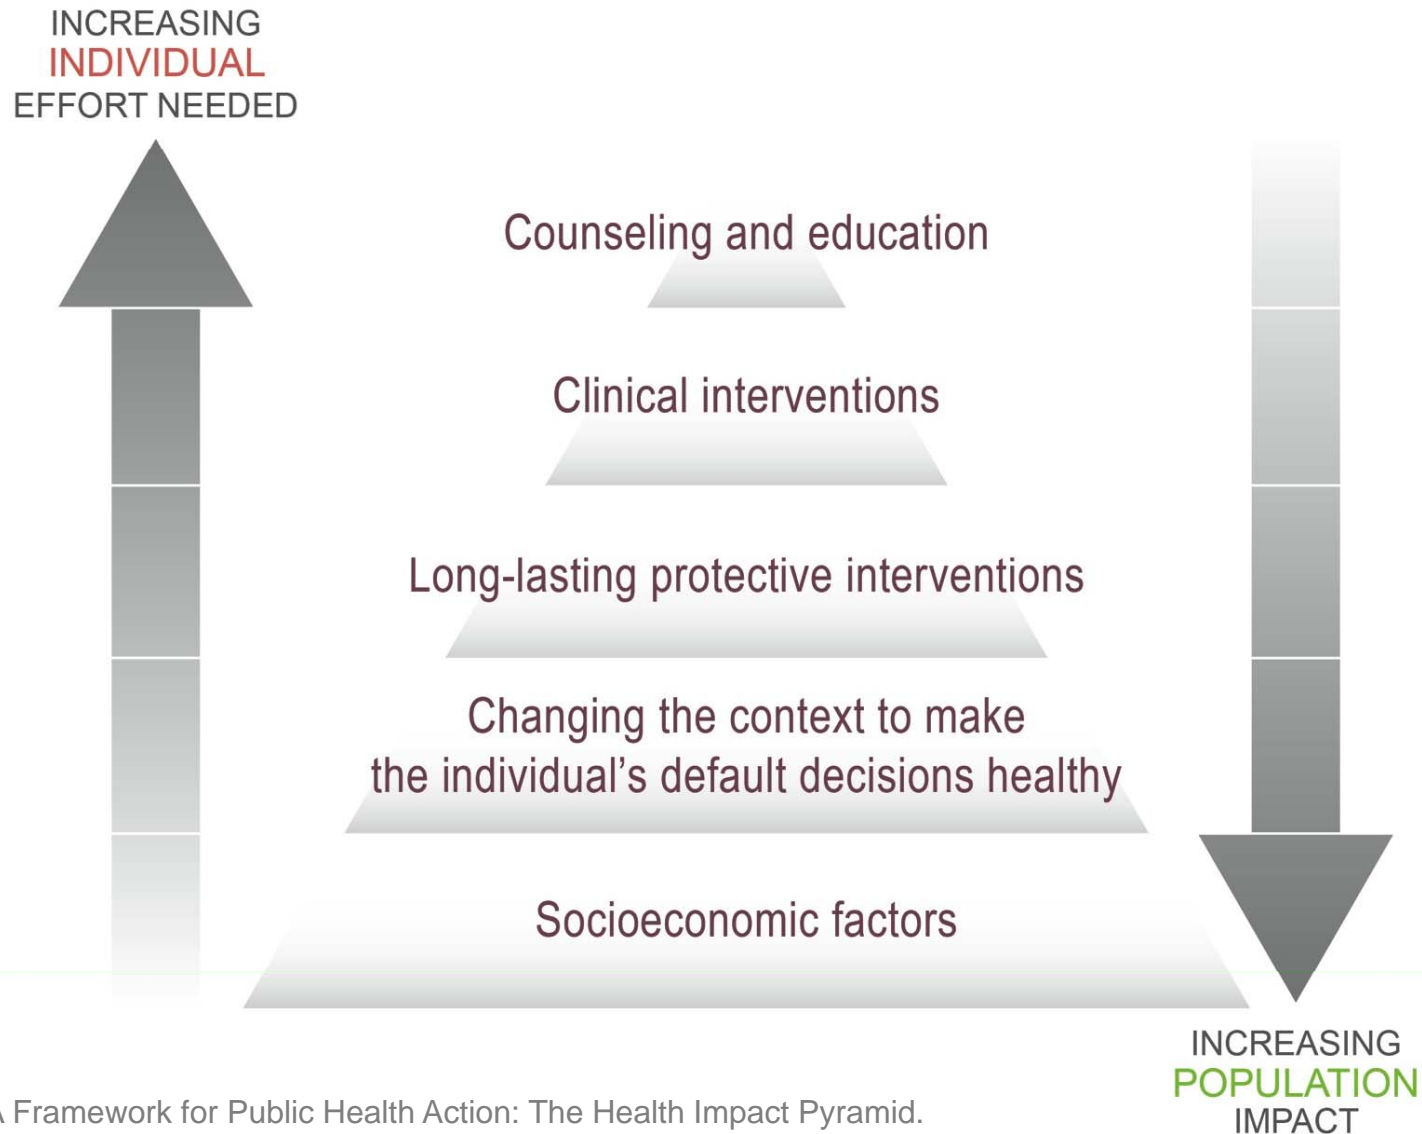 INCREASING
INDIVIDUAL
EFFORT NEEDED
Counseling and education
Clinical interventions
Long-lasting protective interventions
Changing the context to make
the individual's default decisions healthy
Socioeconomic factors
INCREASING
POPULATION
IMPACT
A Framework for Public Health Action: The Health Impact Pyramid.